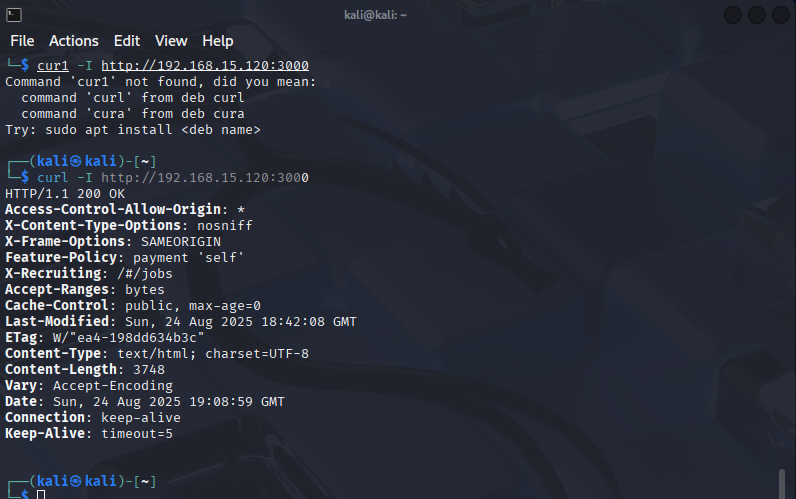 kali@kali: ~
File Actions Edit View Help
└─$ cur1 -I http://192.168.15.120:3000
Command 'cur1' not found, did you mean:
  command 'curl' from deb curl
  command 'cura' from deb cura
Try: sudo apt install <deb name>
┌──(kali㉿kali)-[~]
└─$ curl -I http://192.168.15.120:3000
HTTP/1.1 200 OK
Access-Control-Allow-Origin: *
X-Content-Type-Options: nosniff
X-Frame-Options: SAMEORIGIN
Feature-Policy: payment 'self'
X-Recruiting: /#/jobs
Accept-Ranges: bytes
Cache-Control: public, max-age=0
Last-Modified: Sun, 24 Aug 2025 18:42:08 GMT
ETag: W/"ea4-198dd634b3c"
Content-Type: text/html; charset=UTF-8
Content-Length: 3748
Vary: Accept-Encoding
Date: Sun, 24 Aug 2025 19:08:59 GMT
Connection: keep-alive
Keep-Alive: timeout=5
┌──(kali㉿kali)-[~]
└─$